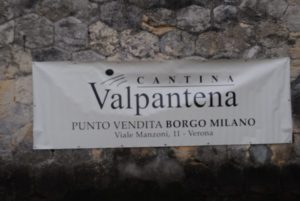 CANTINA
Valpantena
PUNTO VENDITA BORGO MILANO
Viale Manzoni, 11 - Verona